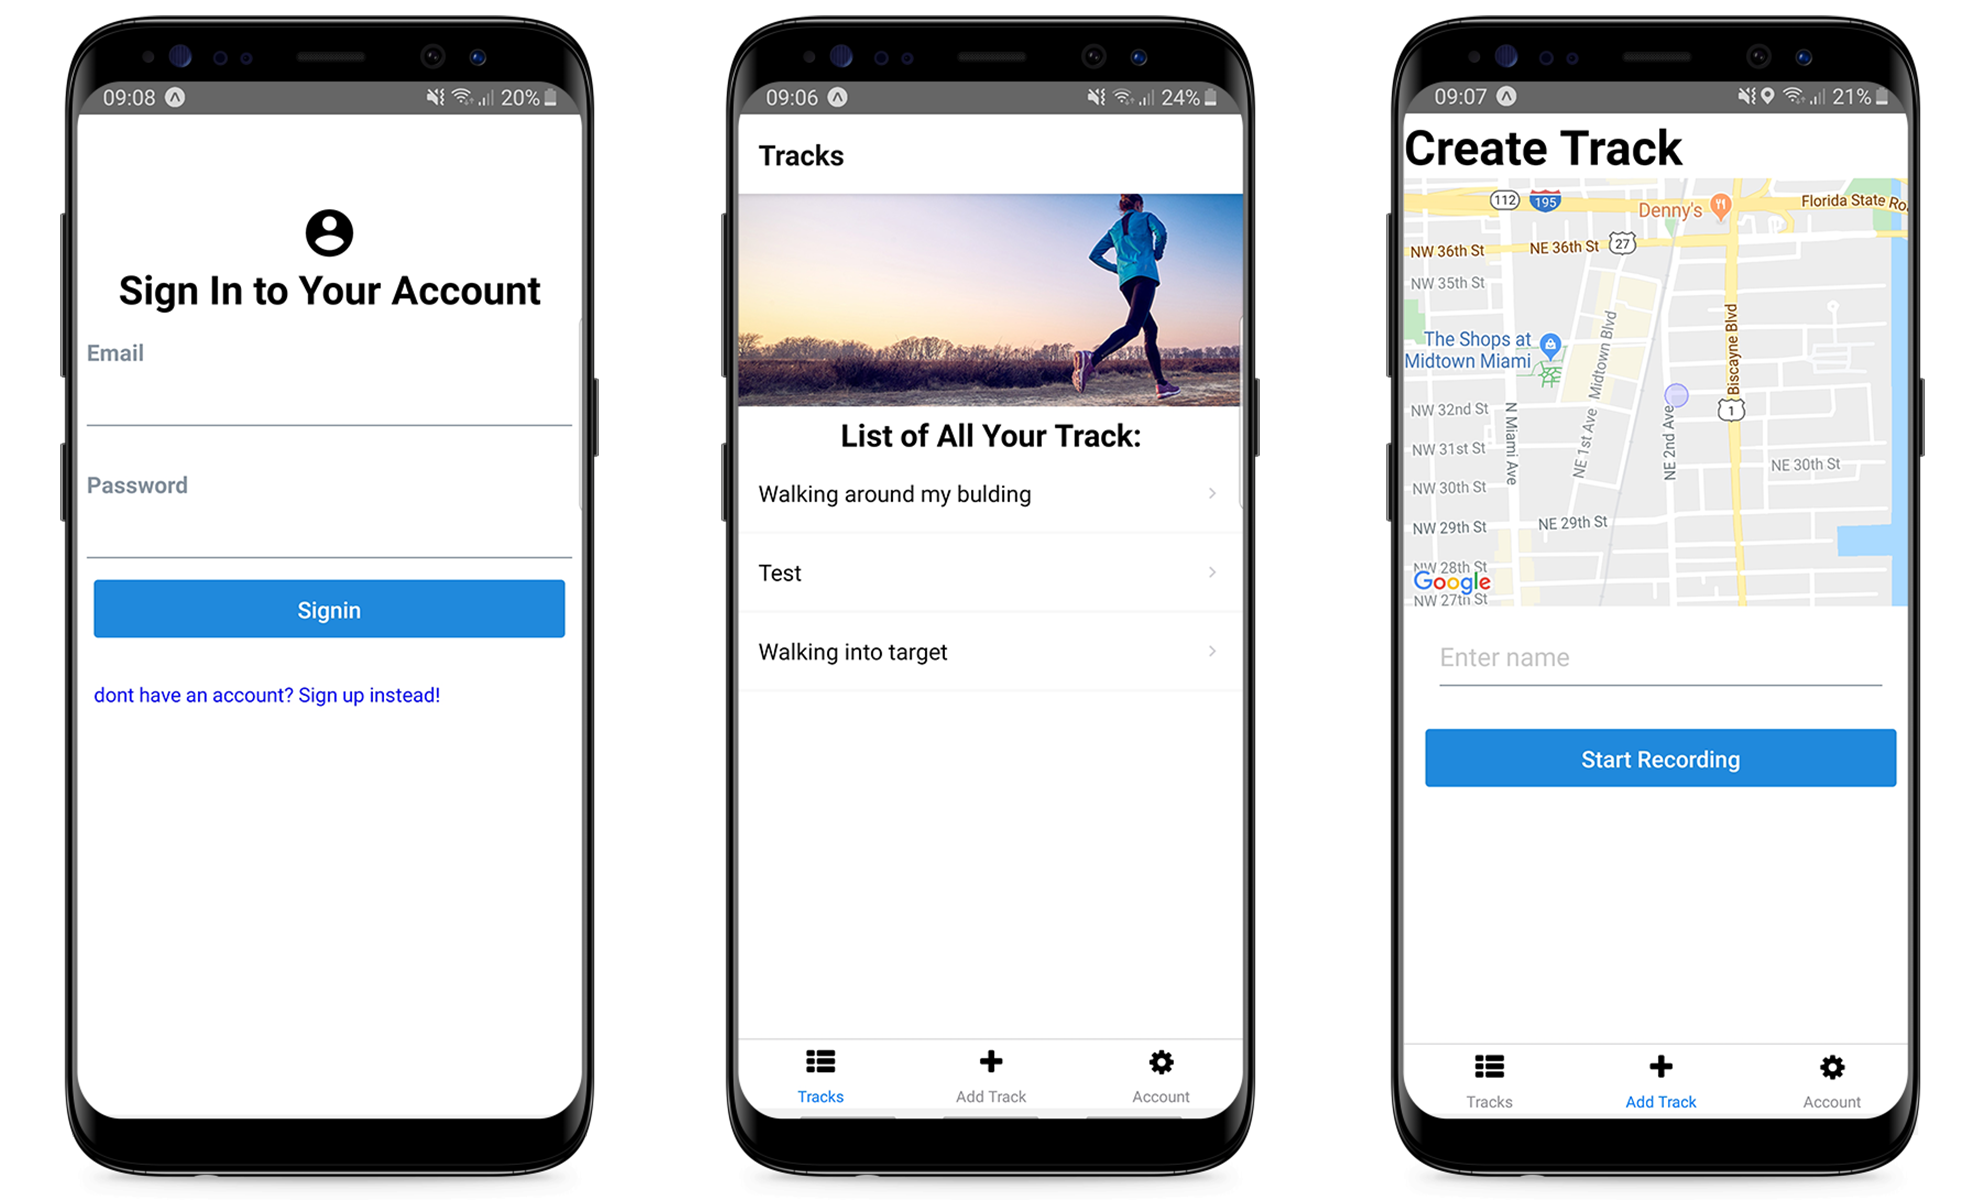 09:08
20%
Sign In to Your Account
Email
Password
Signin
dont have an account? Sign up instead!
09:06
24%
Tracks
List of All Your Track:
Walking around my bulding
Test
Walking into target
Tracks
Add Track
Account
09:07
21%
Create Track
112
195
Denny's
Florida State Ro
NW 36th St
NE 36th St
27
NW 35th St
The Shops at
Midtown Miami
Midtown Blvd
Biscayne Blvd
1
NW 32nd St
N Miami Ave
NE 1st Ave
NE 2nd Ave
NW 31st St
NE 30th St
NW 30th St
NW 29th St
NE 29th St
NW 28th St
Google
NW 27th St
Enter name
Start Recording
Tracks
Add Track
Account